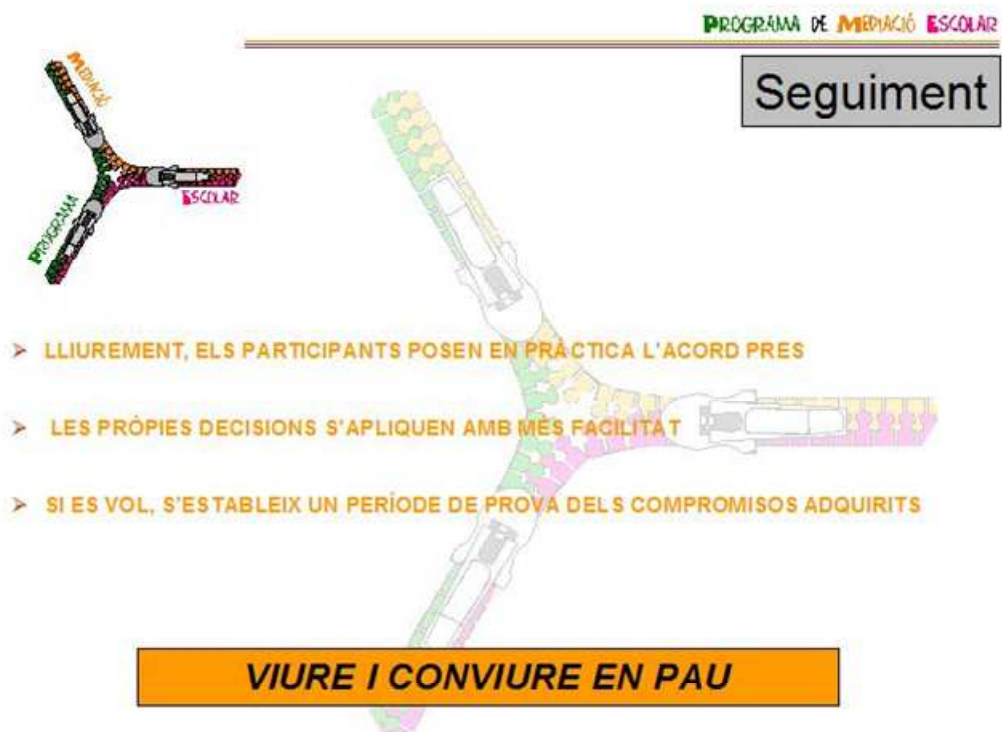 PROGRAMA DE MEDIACIÓ ESCOLAR
Seguiment
MEDIACIÓ
ESCOLAR
PROGRAMA
LLIUREMENT, ELS PARTICIPANTS POSEN EN PRÀCTICA L'ACORD PRES
LES PRÒPIES DECISIONS S'APLIQUEN AMB MÉS FACILITAT
SI ES VOL, S'ESTABLEIX UN PERÍODE DE PROVA DELS COMPROMISOS ADQUIRITS
VIURE I CONVIURE EN PAU